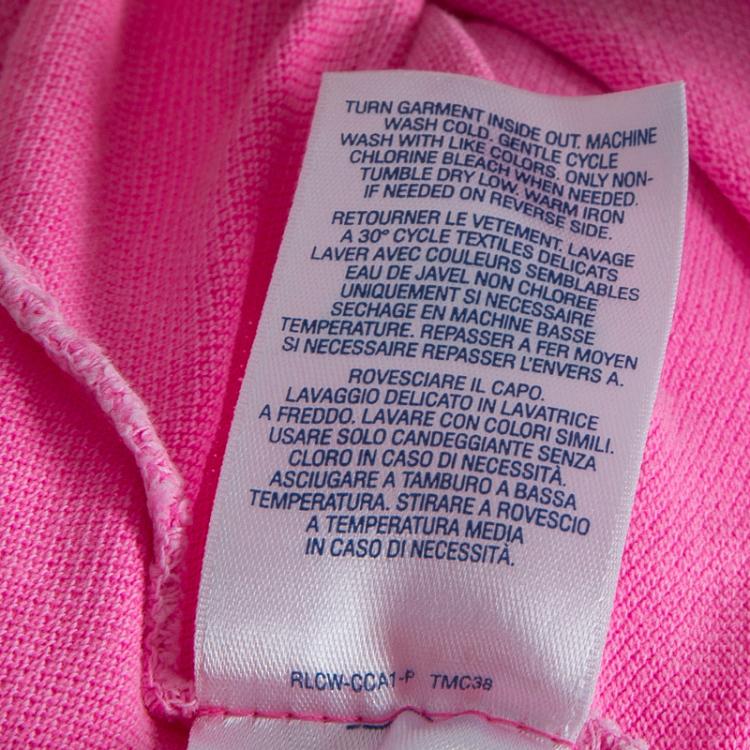 TURN GARMENT INSIDE OUT. MACHINE
WASH COLD. GENTLE CYCLE
WASH WITH LIKE COLORS. ONLY NON-
CHLORINE BLEACH WHEN NEEDED.
TUMBLE DRY LOW. WARM IRON
IF NEEDED ON REVERSE SIDE.
RETOURNER LE VETEMENT. LAVAGE
A 30° CYCLE TEXTILES DELICATS
LAVER AVEC COULEURS SEMBLABLES
EAU DE JAVEL NON CHLOREE
UNIQUEMENT SI NECESSAIRE
SECHAGE EN MACHINE BASSE
TEMPERATURE. REPASSER A FER MOYEN
SI NECESSAIRE REPASSER L'ENVERS A.
ROVESCIARE IL CAPO.
LAVAGGIO DELICATO IN LAVATRICE
A FREDDO. LAVARE CON COLORI SIMILI.
USARE SOLO CANDEGGIANTE SENZA
CLORO IN CASO DI NECESSITÀ.
ASCIUGARE A TAMBURO A BASSA
TEMPERATURA. STIRARE A ROVESCIO
A TEMPERATURA MEDIA
IN CASO DI NECESSITÀ.
RLCW-CCA1-P TMC38